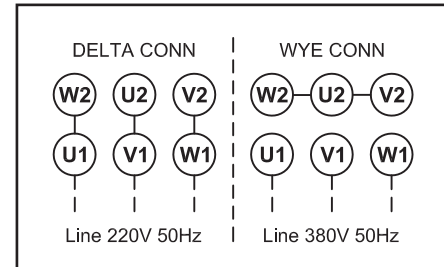 DELTA CONN
W2 U2 V2
U1 V1 W1
Line 220V 50Hz
WYE CONN
W2 U2 V2
U1 V1 W1
Line 380V 50Hz